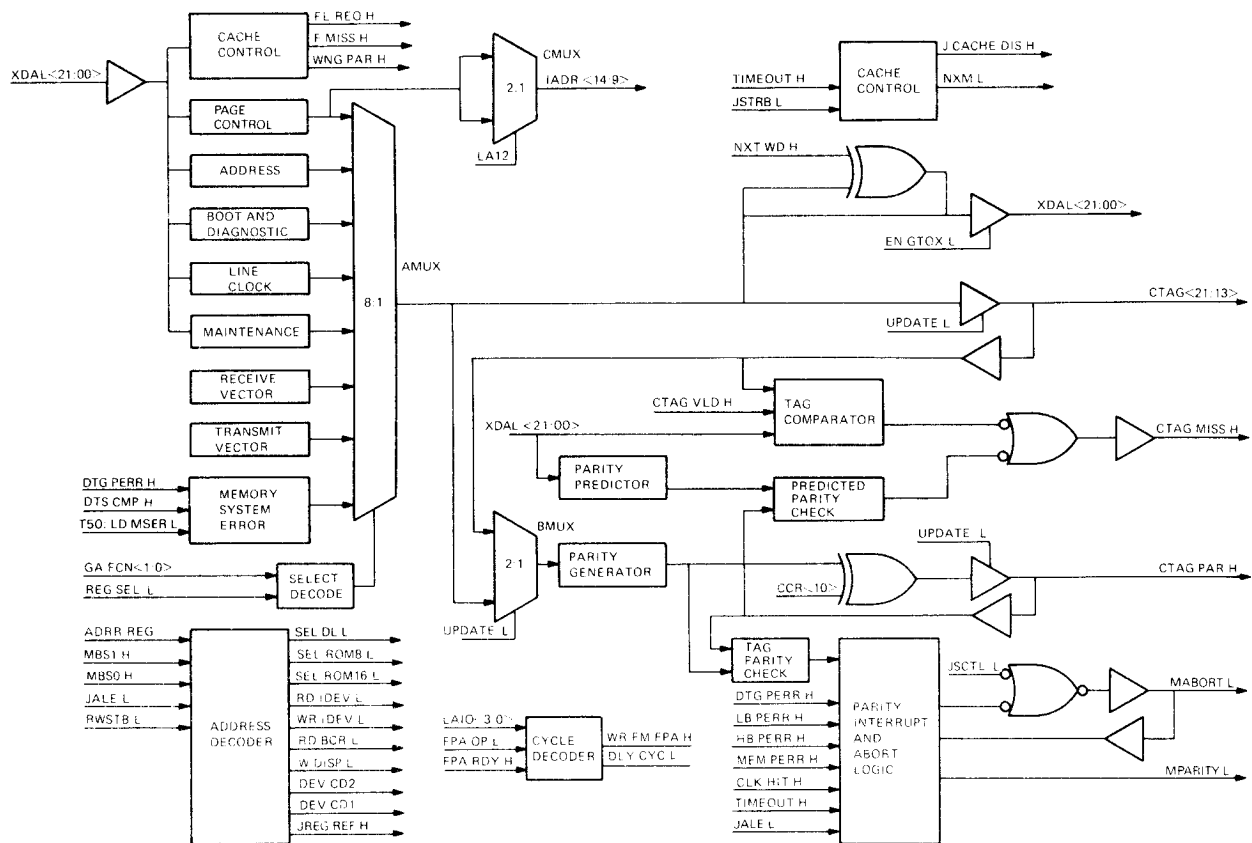 XDAL<21:00>
CACHE
CONTROL
FL REQ H
F MISS H
WNG PAR H
PAGE
CONTROL
ADDRESS
BOOT AND
DIAGNOSTIC
LINE
CLOCK
MAINTENANCE
RECEIVE
VECTOR
TRANSMIT
VECTOR
DTG PERR H
DTS CMP H
T50: LD MSER L
MEMORY
SYSTEM
ERROR
GA FCN<1:0>
REG SEL L
SELECT
DECODE
8:1
AMUX
CMUX
2:1
LA12
IADR <14:9>
TIMEOUT H
JSTRB L
CACHE
CONTROL
J CACHE DIS H
NXM L
NXT WD H
EN GTOX L
XDAL<21:00>
UPDATE L
CTAG<21:13>
CTAG VLD H
XDAL <21:00>
TAG
COMPARATOR
PARITY
PREDICTOR
PREDICTED
PARITY
CHECK
CTAG MISS H
BMUX
2:1
UPDATE L
PARITY
GENERATOR
CCR<10>
UPDATE L
CTAG PAR H
TAG
PARITY
CHECK
DTG PERR H
LB PERR H
HB PERR H
MEM PERR H
CLK HIT H
TIMEOUT H
JALE L
PARITY
INTERRUPT
AND
ABORT
LOGIC
JSCTL L
MABORT L
MPARITY L
ADRR REG
MBS1 H
MBS0 H
JALE L
RWSTB L
ADDRESS
DECODER
SEL DL L
SEL ROM8 L
SEL ROM16 L
RD IDEV L
WR IDEV L
RD BCR L
W DISP L
DEV CD2
DEV CD1
JREG REF H
FPA OP L
FPA RDY H
CYCLE
DECODER
WR FM FPA H
DLY CYC L